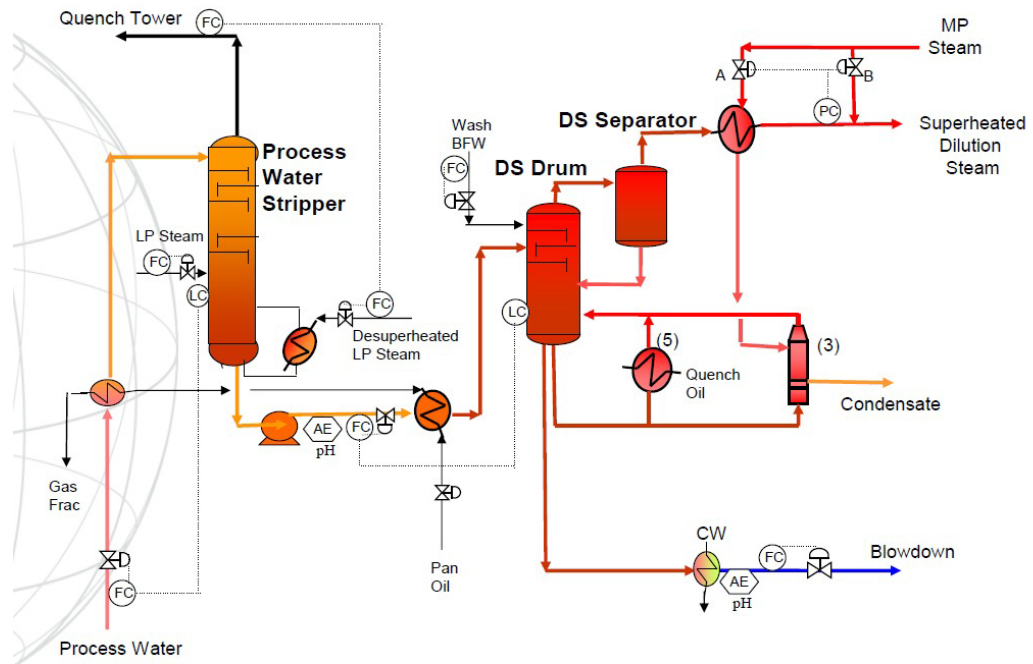 Quench Tower
FC
MP
Steam
A
B
PC
Superheated
Dilution
Steam
Wash
BFW
FC
DS Separator
DS Drum
Process
Water
Stripper
LP Steam
FC
LC
FC
Desuperheated
LP Steam
LC
(5)
Quench
Oil
(3)
Condensate
AE
pH
FC
Gas
Frac
Pan
Oil
CW
FC
Blowdown
AE
pH
FC
Process Water